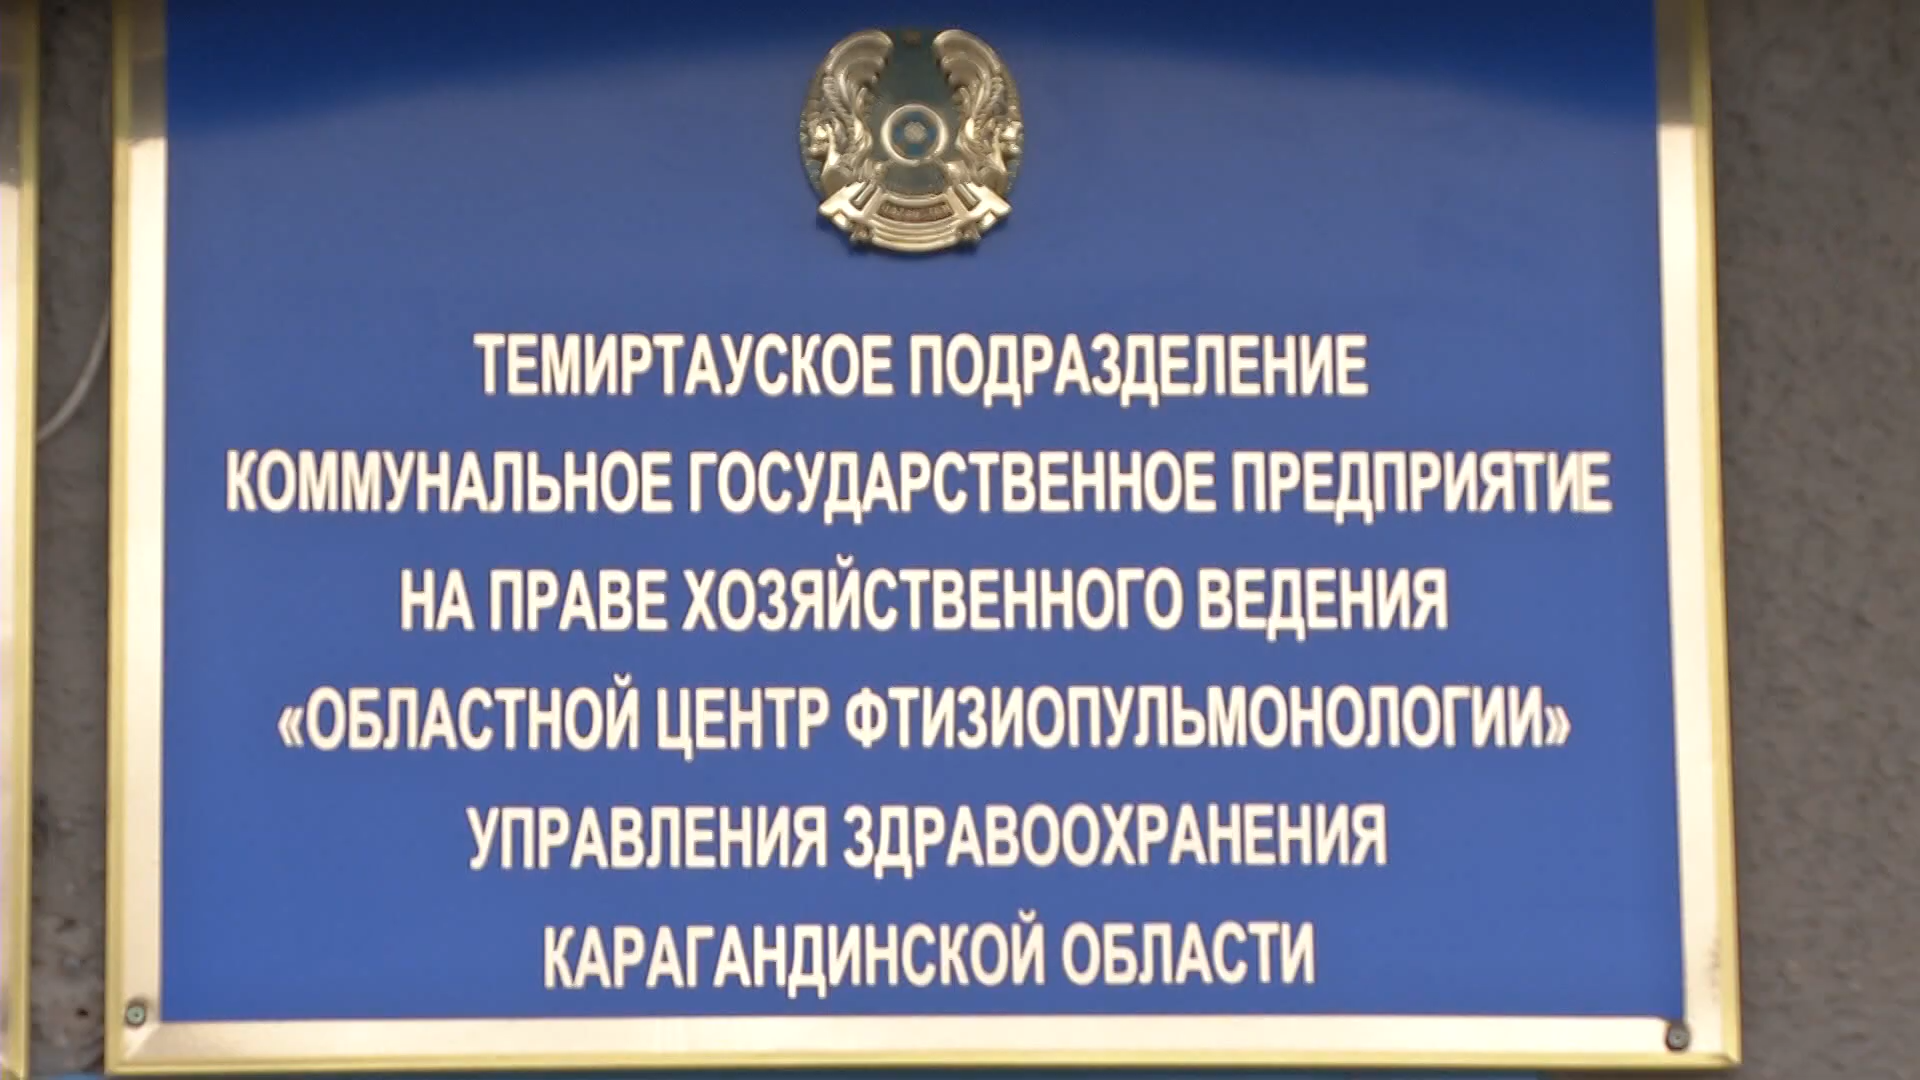 ТЕМИРТАУСКОЕ ПОДРАЗДЕЛЕНИЕ
КОММУНАЛЬНОЕ ГОСУДАРСТВЕННОЕ ПРЕДПРИЯТИЕ
НА ПРАВЕ ХОЗЯЙСТВЕННОГО ВЕДЕНИЯ
«ОБЛАСТНОЙ ЦЕНТР ФТИЗИОПУЛЬМОНОЛОГИИ»
УПРАВЛЕНИЯ ЗДРАВООХРАНЕНИЯ
КАРАГАНДИНСКОЙ ОБЛАСТИ